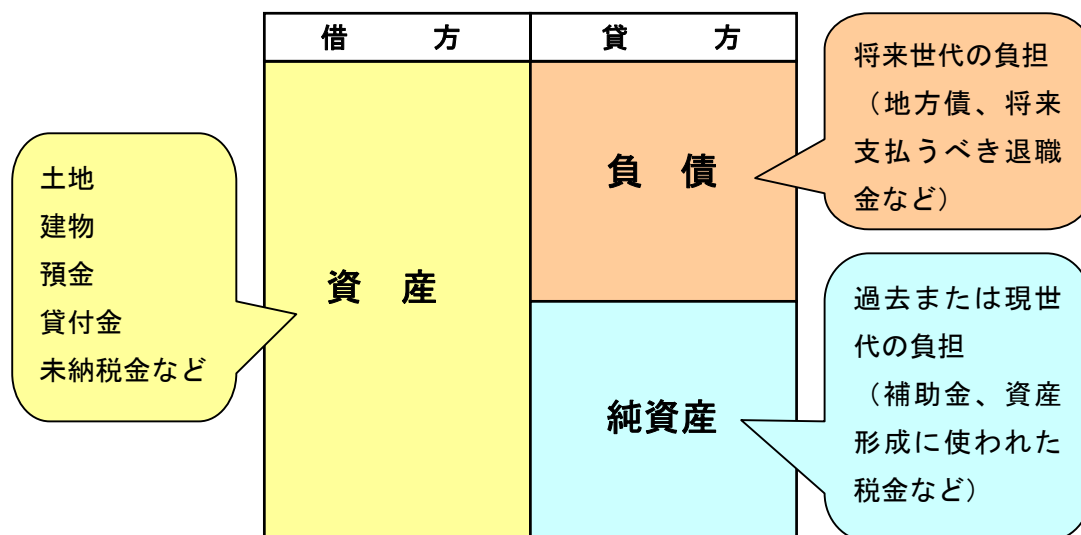 借　方
貸　方
土地
建物
預金
貸付金
未納税金など
資　産
負　債
純資産
将来世代の負担
（地方債、将来
支払うべき退職
金など）
過去または現世
代の負担
（補助金、資産
形成に使われた
税金など）